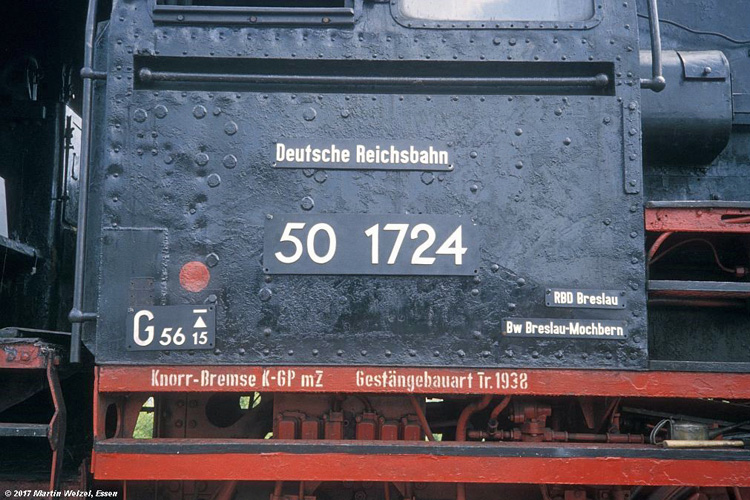 Deutsche Reichsbahn
50 1724
RBD Breslau
Bw Breslau-Mochbern
G 56 15
Knorr-Bremse K-GP mZ Gestängebauart Tr. 1938
© 2017 Martin Welzel, Essen